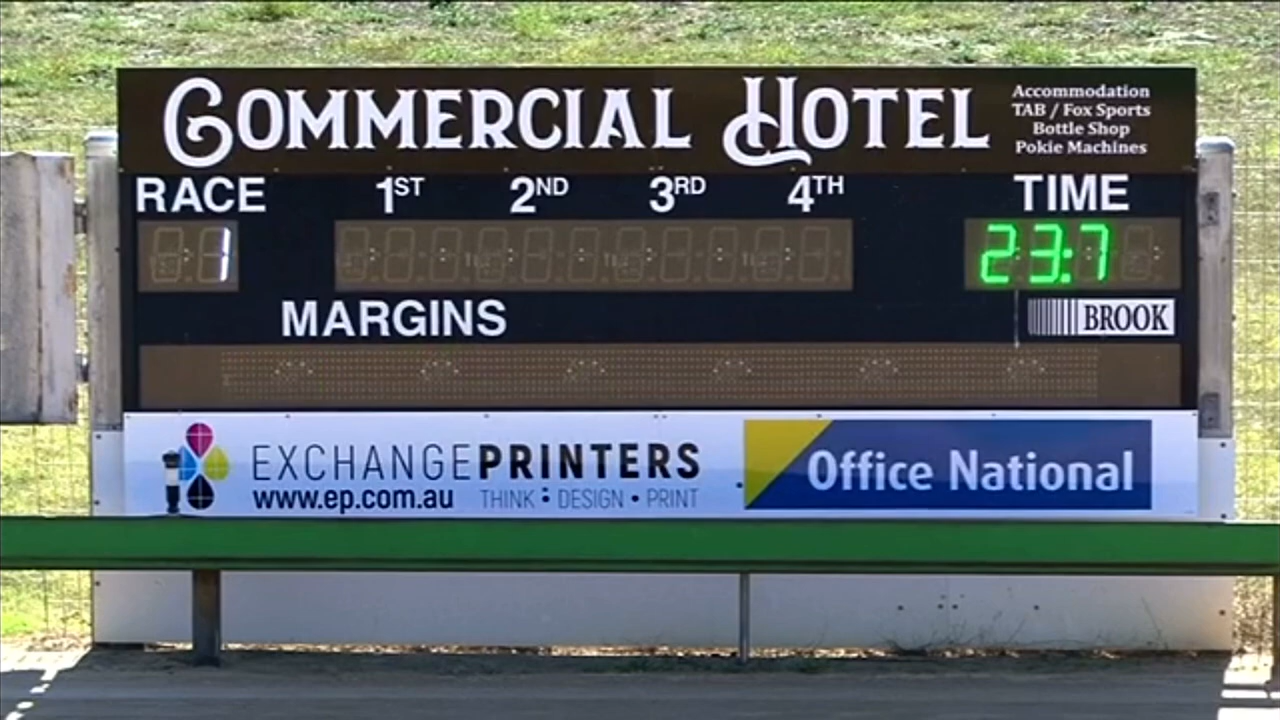 COMMERCIAL HOTEL
Accommodation
TAB / Fox Sports
Bottle Shop
Pokie Machines
RACE 1ST 2ND 3RD 4TH TIME
1 23:7
MARGINS
BROOK
EXCHANGEPRINTERS
www.ep.com.au THINK • DESIGN • PRINT
Office National